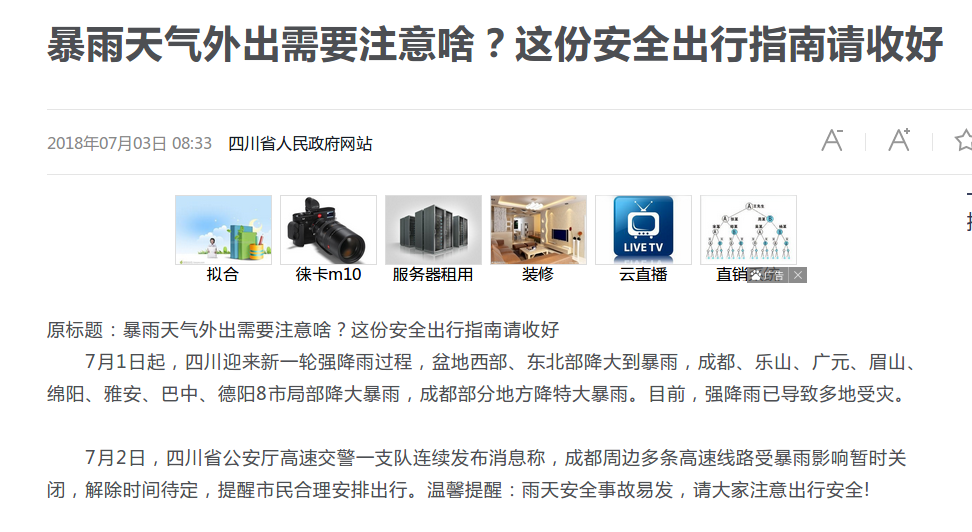 暴雨天气外出需要注意啥？这份安全出行指南请收好
2018年07月03日 08:33 四川省人民政府网站
A- A+
LIVE TV
拟合 徕卡m10 服务器租用 装修 云直播 直销
广告
原标题：暴雨天气外出需要注意啥？这份安全出行指南请收好
7月1日起，四川迎来新一轮强降雨过程，盆地西部、东北部降大到暴雨，成都、乐山、广元、眉山、
绵阳、雅安、巴中、德阳8市局部降大暴雨，成都部分地方降特大暴雨。目前，强降雨已导致多地受灾。
7月2日，四川省公安厅高速交警一支队连续发布消息称，成都周边多条高速线路受暴雨影响暂时关
闭，解除时间待定，提醒市民合理安排出行。温馨提醒：雨天安全事故易发，请大家注意出行安全!